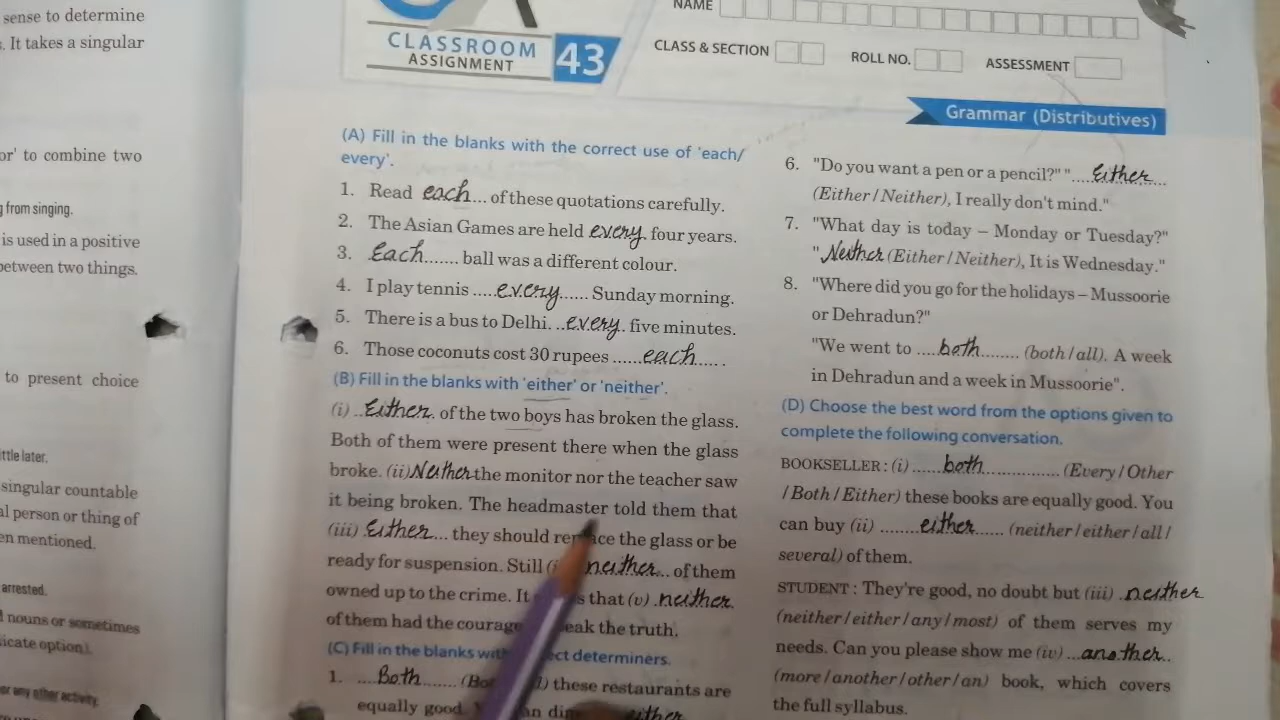 sense to determine
. It takes a singular
or' to combine two
from singing.
is used in a positive
between two things.
to present choice
ttle later.
singular countable
al person or thing of
en mentioned.
arrested.
d nouns or sometimes
icate option).
or any other activity.
CLASSROOM
ASSIGNMENT
43
NAME
CLASS & SECTION
ROLL NO.
ASSESSMENT
Grammar (Distributives)
(A) Fill in the blanks with the correct use of 'each/
every'.
1. Read each... of these quotations carefully.
2. The Asian Games are held every. four years.
3. Each....... ball was a different colour.
4. I play tennis .....every...... Sunday morning.
5. There is a bus to Delhi. ..every. five minutes.
6. Those coconuts cost 30 rupees ......each..... .
(B) Fill in the blanks with 'either' or 'neither'.
(i) ..Either. of the two boys has broken the glass.
Both of them were present there when the glass
broke. (ii) Neither the monitor nor the teacher saw
it being broken. The headmaster told them that
(iii) Either... they should the glass or be
ready for suspension. Still neither.. of them
owned up to the crime. It that (v) .neither.
of them had the courage the truth.
(C) Fill in the blanks determiners.
1. ....Both....... these restaurants are
equally good. either
6. "Do you want a pen or a pencil?" "....Either....
(Either / Neither), I really don't mind."
7. "What day is today – Monday or Tuesday?"
"Neither (Either / Neither), It is Wednesday."
8. "Where did you go for the holidays – Mussoorie
or Dehradun?"
"We went to ....both........ (both / all). A week
in Dehradun and a week in Mussoorie".
(D) Choose the best word from the options given to
complete the following conversation.
BOOKSELLER : (i) ......both............... (Every / Other
/ Both / Either) these books are equally good. You
can buy (ii) ........either...... (neither / either / all /
several) of them.
STUDENT : They're good, no doubt but (iii) .neither
(neither / either / any / most) of them serves my
needs. Can you please show me (iv) ...another..
(more / another / other / an) book, which covers
the full syllabus.